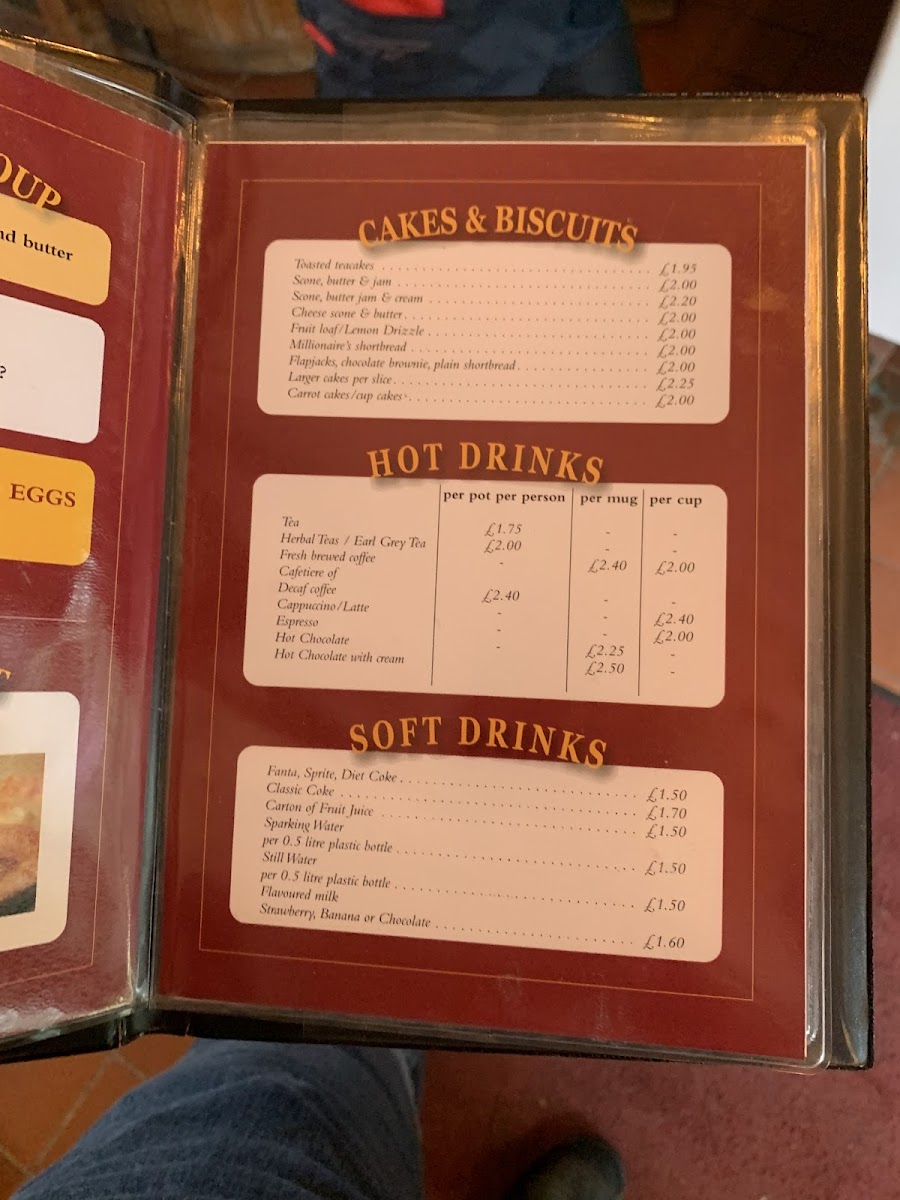 OUP
nd butter
?
EGGS
CAKES & BISCUITS
Toasted teacakes £1.95
Scone, butter & jam £2.00
Scone, butter jam & cream £2.20
Cheese scone & butter £2.00
Fruit loaf/Lemon Drizzle £2.00
Millionaire's shortbread £2.00
Flapjacks, chocolate brownie, plain shortbread £2.00
Larger cakes per slice £2.25
Carrot cakes/cup cakes £2.00
HOT DRINKS
per pot per person per mug per cup
Tea £1.75 - -
Herbal Teas / Earl Grey Tea £2.00 - -
Fresh brewed coffee - £2.40 £2.00
Cafetiere of
Decaf coffee £2.40 - -
Cappuccino/Latte - - £2.40
Espresso - - £2.00
Hot Chocolate - £2.25 -
Hot Chocolate with cream £2.50 -
SOFT DRINKS
Fanta, Sprite, Diet Coke £1.50
Classic Coke £1.70
Carton of Fruit Juice £1.50
Sparking Water
per 0.5 litre plastic bottle £1.50
Still Water
per 0.5 litre plastic bottle £1.50
Flavoured milk
Strawberry, Banana or Chocolate £1.60